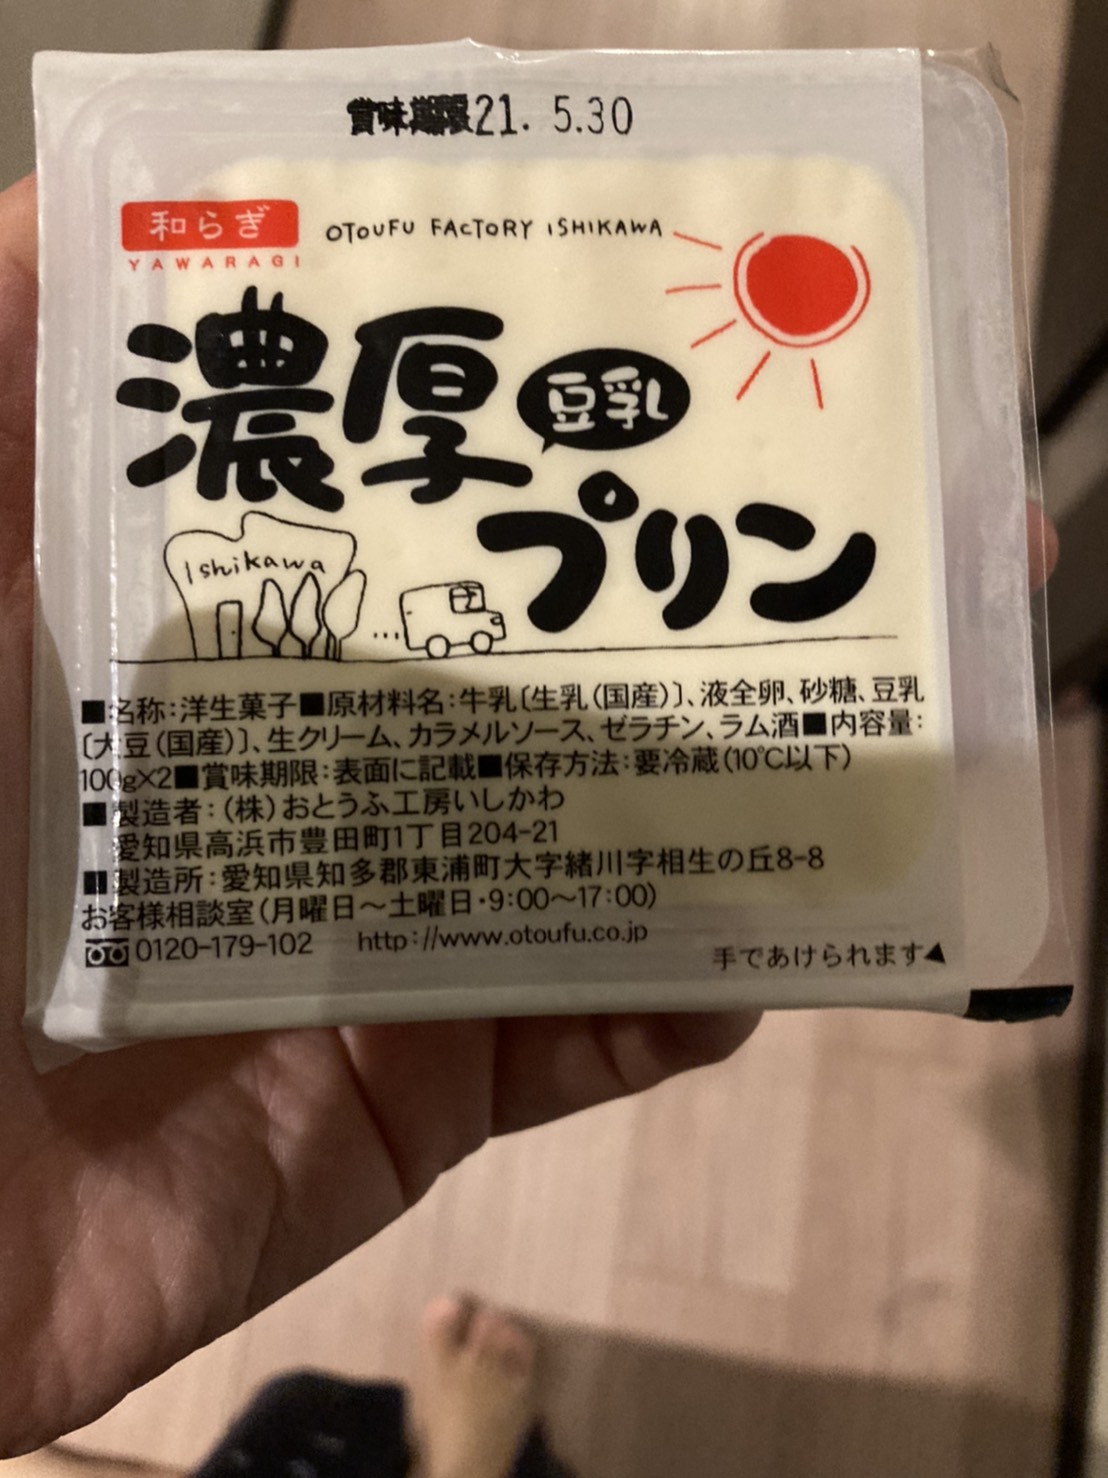 賞味期限21. 5.30
和らぎ
YAWARAGI
OTOUFU FACTORY ISHIKAWA
濃厚
豆乳
プリン
Ishikawa
■名称:洋生菓子■原材料名:牛乳〔生乳(国産)〕、液全卵、砂糖、豆乳
〔大豆(国産)〕、生クリーム、カラメルソース、ゼラチン、ラム酒■内容量:
100g×2■賞味期限:表面に記載■保存方法:要冷蔵(10℃以下)
■製造者:(株)おとうふ工房いしかわ
愛知県高浜市豊田町1丁目204-21
■製造所:愛知県知多郡東浦町大字緒川字相生の丘8-8
お客様相談室(月曜日〜土曜日・9:00〜17:00)
0120-179-102 http://www.otoufu.co.jp
手であけられます◀